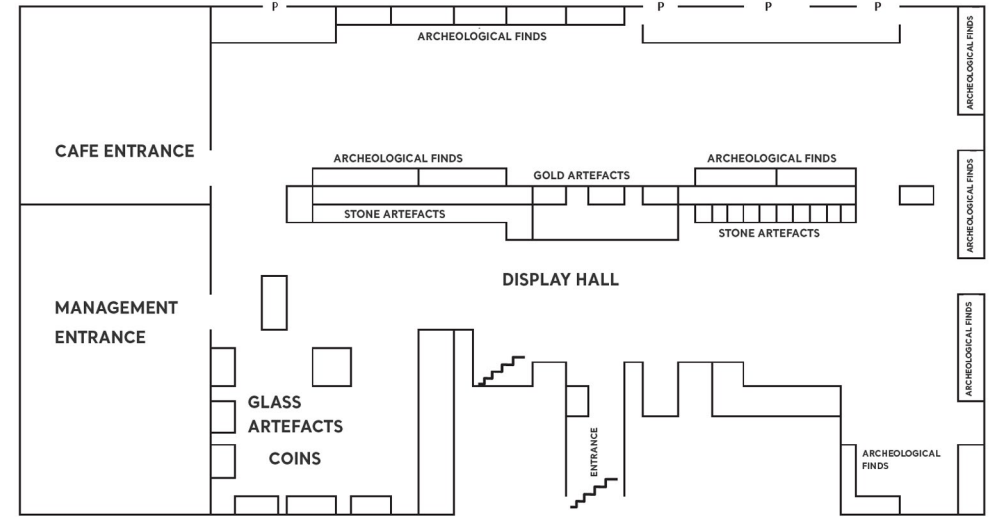 P
P
P
P
ARCHEOLOGICAL FINDS
ARCHEOLOGICAL FINDS
CAFE ENTRANCE
ARCHEOLOGICAL FINDS
GOLD ARTEFACTS
ARCHEOLOGICAL FINDS
STONE ARTEFACTS
STONE ARTEFACTS
ARCHEOLOGICAL FINDS
DISPLAY HALL
MANAGEMENT
ENTRANCE
ARCHEOLOGICAL FINDS
GLASS
ARTEFACTS
COINS
ENTRANCE
ARCHEOLOGICAL
FINDS